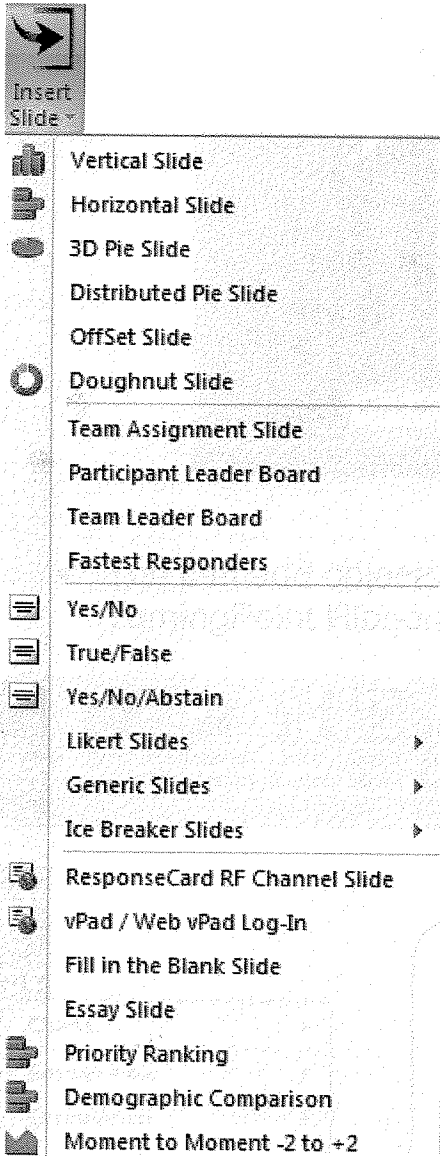 Insert
Slide
Vertical Slide
Horizontal Slide
3D Pie Slide
Distributed Pie Slide
OffSet Slide
Doughnut Slide
Team Assignment Slide
Participant Leader Board
Team Leader Board
Fastest Responders
Yes/No
True/False
Yes/No/Abstain
Likert Slides
Generic Slides
Ice Breaker Slides
ResponseCard RF Channel Slide
vPad / Web vPad Log-In
Fill in the Blank Slide
Essay Slide
Priority Ranking
Demographic Comparison
Moment to Moment -2 to +2